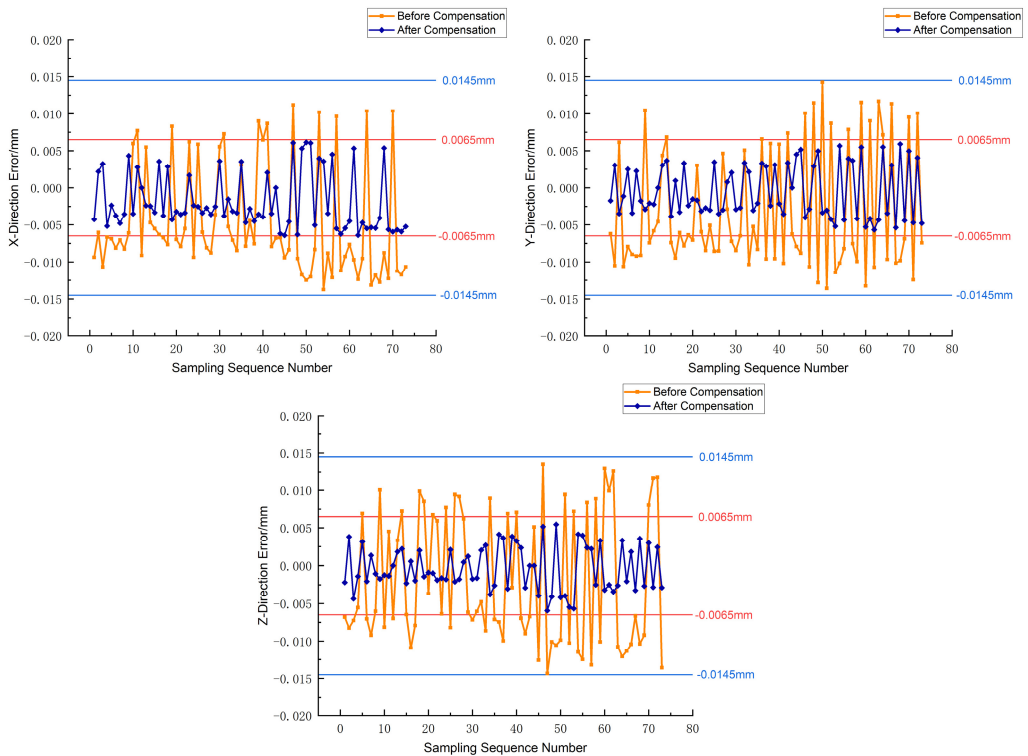 Before Compensation
After Compensation
0.020
0.015
0.010
0.005
0.000
−0.005
−0.010
−0.015
−0.020
X-Direction Error/mm
0.0145mm
0.0065mm
-0.0065mm
-0.0145mm
0 10 20 30 40 50 60 70 80
Sampling Sequence Number
Before Compensation
After Compensation
0.020
0.015
0.010
0.005
0.000
−0.005
−0.010
−0.015
−0.020
Y-Direction Error/mm
0.0145mm
0.0065mm
-0.0065mm
-0.0145mm
0 10 20 30 40 50 60 70 80
Sampling Sequence Number
Before Compensation
After Compensation
0.020
0.015
0.010
0.005
0.000
−0.005
−0.010
−0.015
−0.020
Z-Direction Error/mm
0.0145mm
0.0065mm
-0.0065mm
-0.0145mm
0 10 20 30 40 50 60 70 80
Sampling Sequence Number